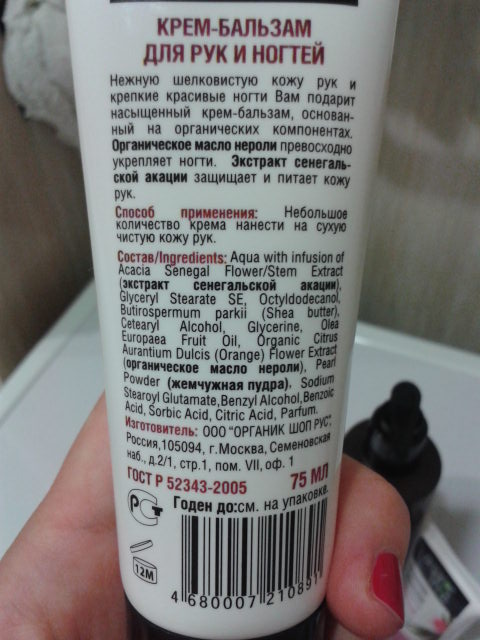 КРЕМ-БАЛЬЗАМ
ДЛЯ РУК И НОГТЕЙ
Нежную шелковистую кожу рук и
крепкие красивые ногти Вам подарит
насыщенный крем-бальзам, основан-
ный на органических компонентах.
Органическое масло нероли превосходно
укрепляет ногти. Экстракт сенегаль-
ской акации защищает и питает кожу
рук.
Способ применения: Небольшое
количество крема нанести на сухую
чистую кожу рук.
Состав/Ingredients: Aqua with infusion of
Acacia Senegal Flower/Stem Extract
(экстракт сенегальской акации),
Glyceryl Stearate SE, Octyldodecanol,
Butirospermum parkii (Shea butter),
Cetearyl Alcohol, Glycerine, Olea
Europaea Fruit Oil, Organic Citrus
Aurantium Dulcis (Orange) Flower Extract
(органическое масло нероли), Pearl
Powder (жемчужная пудра), Sodium
Stearoyl Glutamate,Benzyl Alcohol,Benzoic
Acid, Sorbic Acid, Citric Acid, Parfum.
Изготовитель: ООО "ОРГАНИК ШОП РУС",
Россия,105094, г.Москва, Семеновская
наб., д.2/1, стр.1, пом. VII, оф. 1
ГОСТ Р 52343-2005 75 МЛ
РСТ Годен до:см. на упаковке.
12М
4 680007 210891